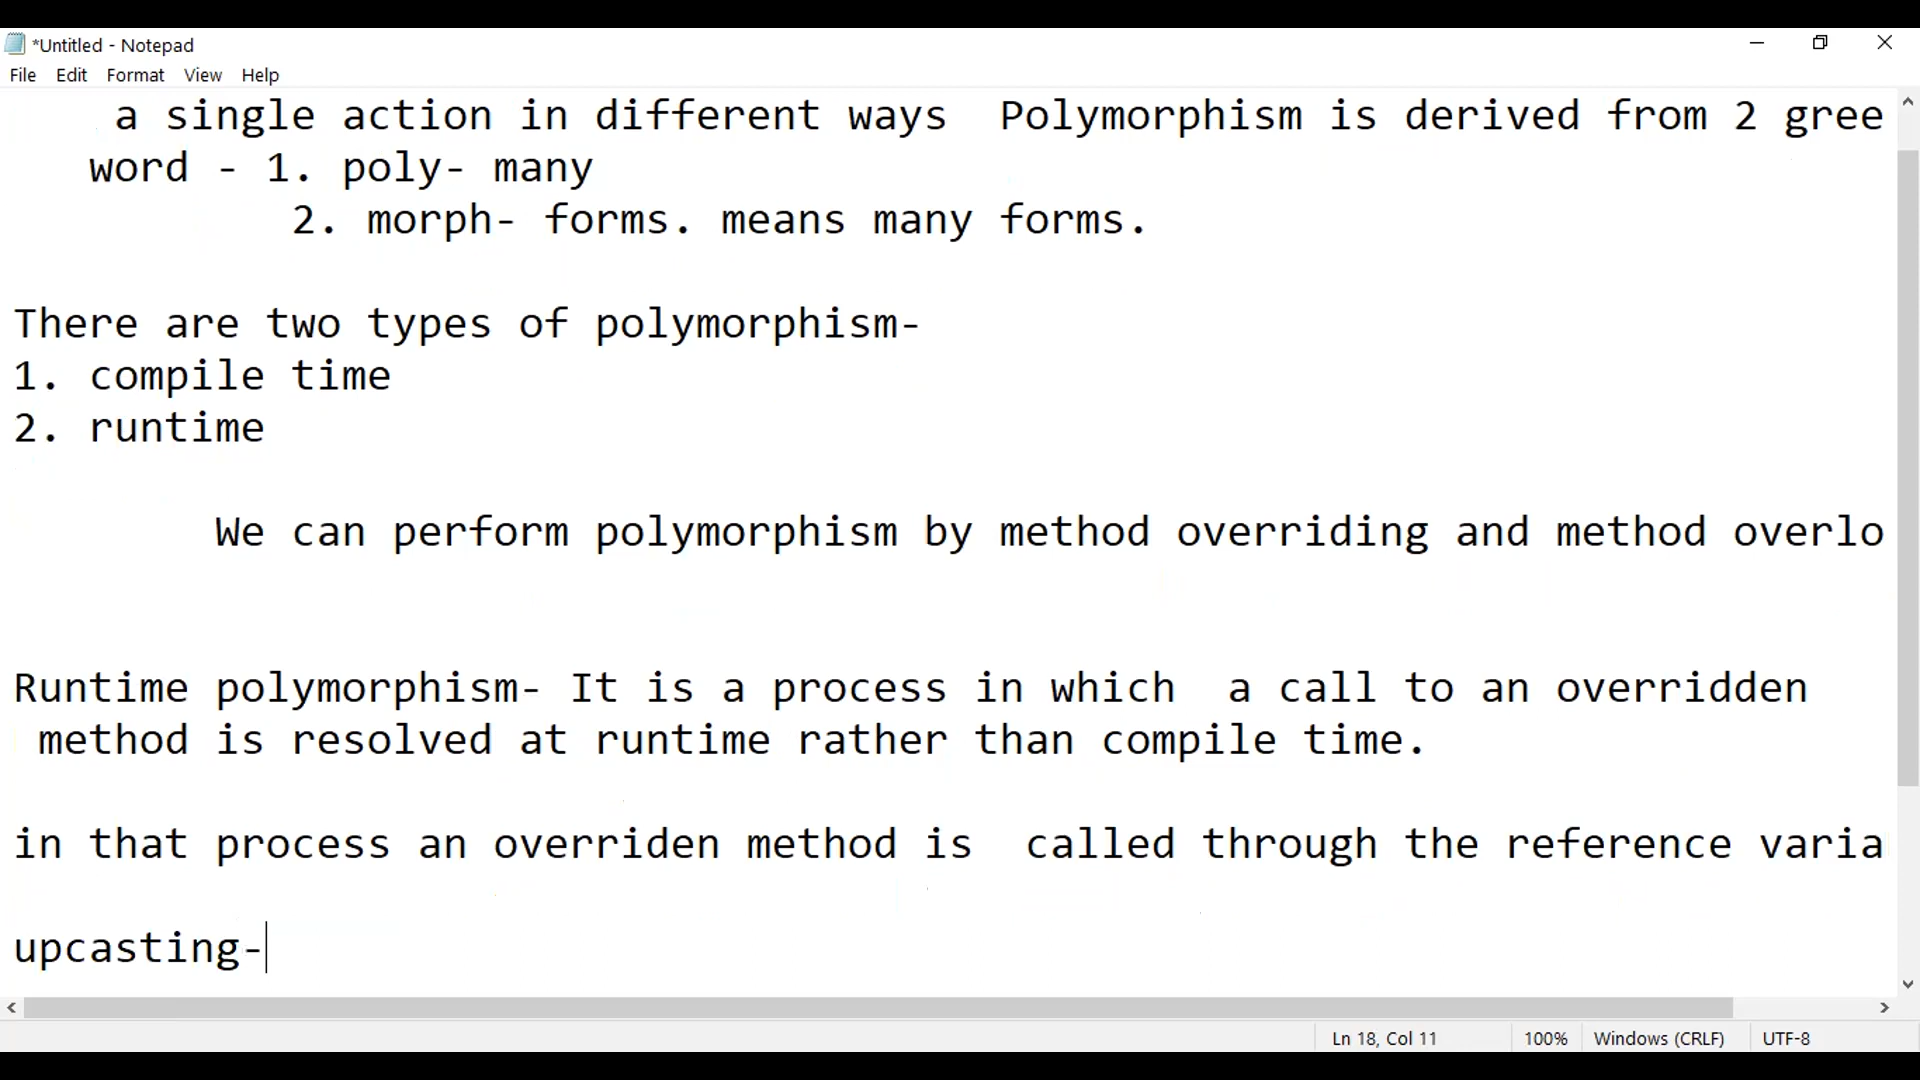 *Untitled - Notepad
File Edit Format View Help
a single action in different ways  Polymorphism is derived from 2 gree
word - 1. poly- many
2. morph- forms. means many forms.
There are two types of polymorphism-
1. compile time
2. runtime
We can perform polymorphism by method overriding and method overlo
Runtime polymorphism- It is a process in which  a call to an overridden
method is resolved at runtime rather than compile time.
in that process an overriden method is  called through the reference varia
upcasting-
Ln 18, Col 11 100% Windows (CRLF) UTF-8